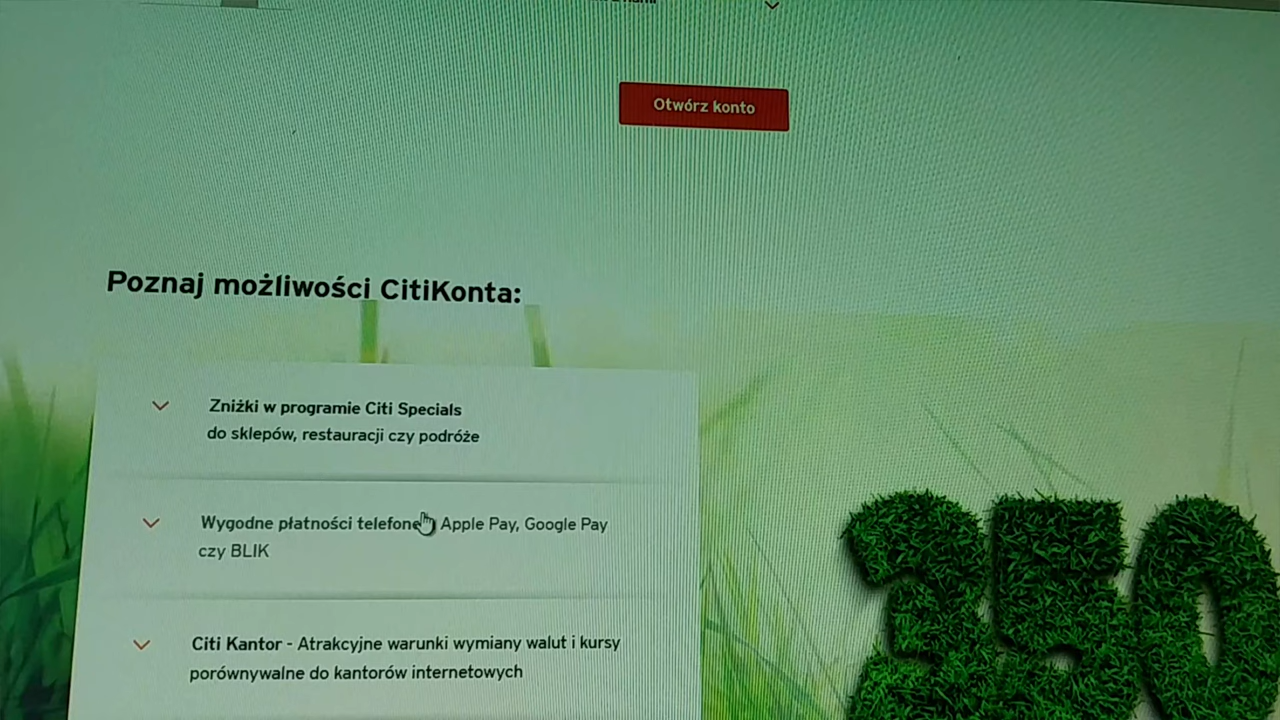 Otwórz konto
Poznaj możliwości CitiKonta:
Zniżki w programie Citi Specials
do sklepów, restauracji czy podróże
Wygodne płatności Apple Pay, Google Pay
czy BLIK
Citi Kantor - Atrakcyjne warunki wymiany walut i kursy
porównywalne do kantorów internetowych
250